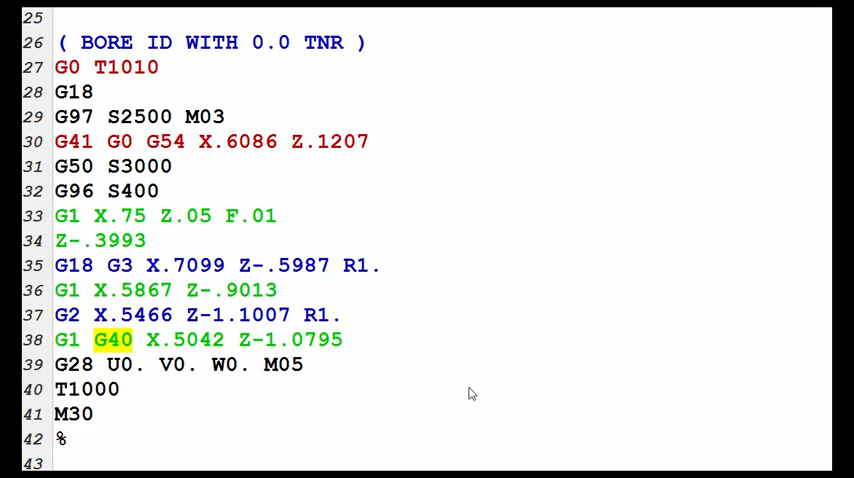 25
26 ( BORE ID WITH 0.0 TNR )
27 G0 T1010
28 G18
29 G97 S2500 M03
30 G41 G0 G54 X.6086 Z.1207
31 G50 S3000
32 G96 S400
33 G1 X.75 Z.05 F.01
34 Z-.3993
35 G18 G3 X.7099 Z-.5987 R1.
36 G1 X.5867 Z-.9013
37 G2 X.5466 Z-1.1007 R1.
38 G1 G40 X.5042 Z-1.0795
39 G28 U0. V0. W0. M05
40 T1000
41 M30
42 %
43